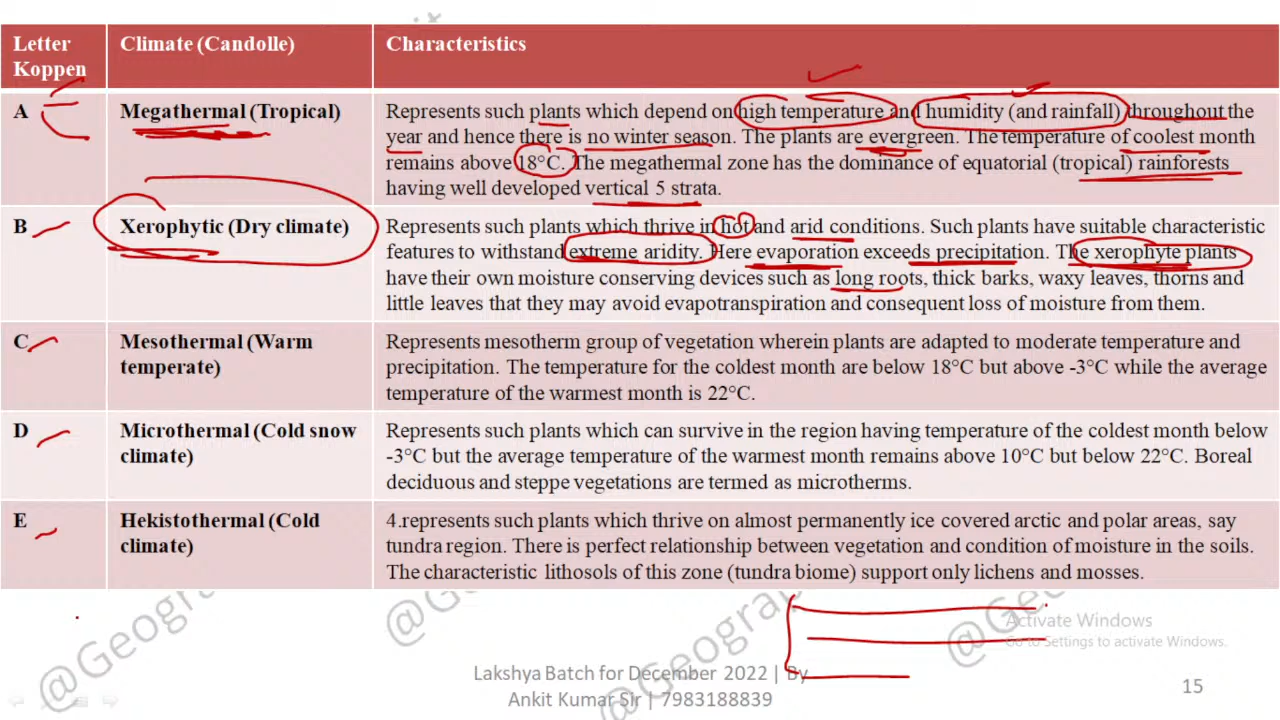 Letter Koppen
Climate (Candolle)
Characteristics
A
Megathermal (Tropical)
Represents such plants which depend on high temperature and humidity (and rainfall) throughout the
year and hence there is no winter season. The plants are evergreen. The temperature of coolest month
remains above 18°C. The megathermal zone has the dominance of equatorial (tropical) rainforests
having well developed vertical 5 strata.
B
Xerophytic (Dry climate)
Represents such plants which thrive in hot and arid conditions. Such plants have suitable characteristic
features to withstand extreme aridity. Here evaporation exceeds precipitation. The xerophyte plants
have their own moisture conserving devices such as long roots, thick barks, waxy leaves, thorns and
little leaves that they may avoid evapotranspiration and consequent loss of moisture from them.
C
Mesothermal (Warm
temperate)
Represents mesotherm group of vegetation wherein plants are adapted to moderate temperature and
precipitation. The temperature for the coldest month are below 18°C but above -3°C while the average
temperature of the warmest month is 22°C.
D
Microthermal (Cold snow
climate)
Represents such plants which can survive in the region having temperature of the coldest month below
-3°C but the average temperature of the warmest month remains above 10°C but below 22°C. Boreal
deciduous and steppe vegetations are termed as microtherms.
E
Hekistothermal (Cold
climate)
4.represents such plants which thrive on almost permanently ice covered arctic and polar areas, say
tundra region. There is perfect relationship between vegetation and condition of moisture in the soils.
The characteristic lithosols of this zone (tundra biome) support only lichens and mosses.
Activate Windows
Go to Settings to activate Windows.
Lakshya Batch for December 2022 | By
Ankit Kumar Sir | 7983188839
15